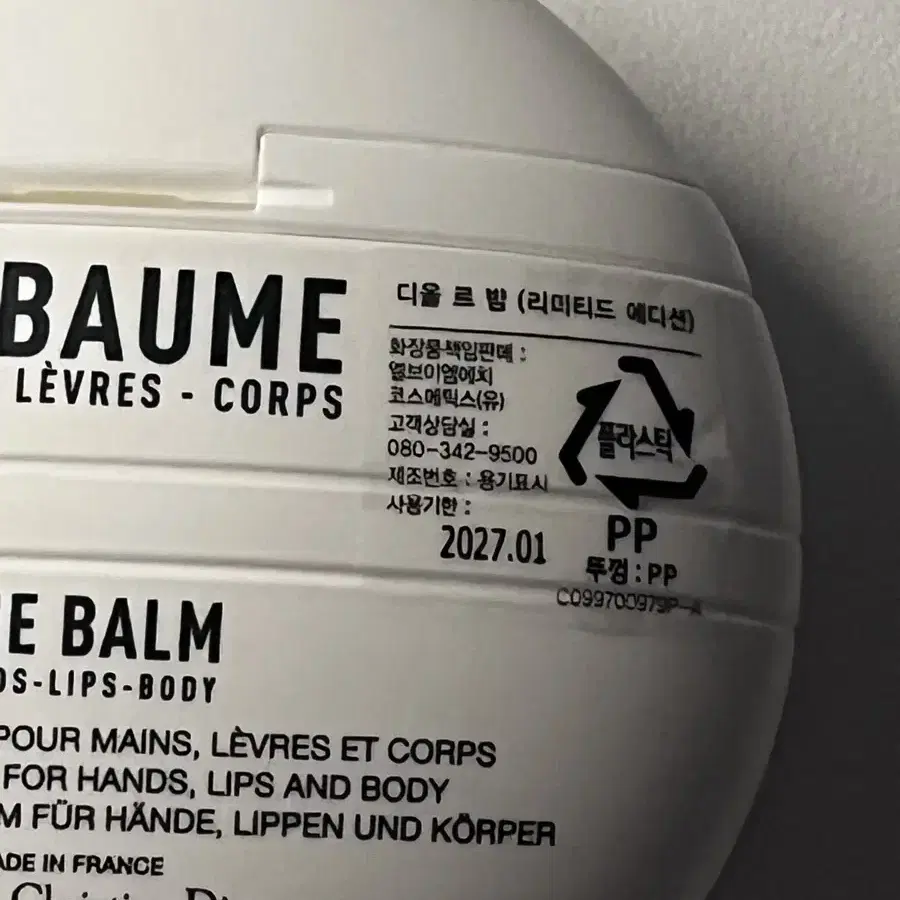 BAUME
LÈVRES - CORPS
디올 르 밤 (리미티드 에디션)
화장품책임판매 :
엘브이엠에치
코스메틱스(유)
고객상담실 :
080-342-9500
제조번호 : 용기표시
사용기한 :
2027.01
플라스틱
PP
뚜껑 : PP
C099700979P-A
E BALM
DS-LIPS-BODY
POUR MAINS, LÈVRES ET CORPS
FOR HANDS, LIPS AND BODY
M FÜR HÄNDE, LIPPEN UND KÖRPER
ADE IN FRANCE
Christian D